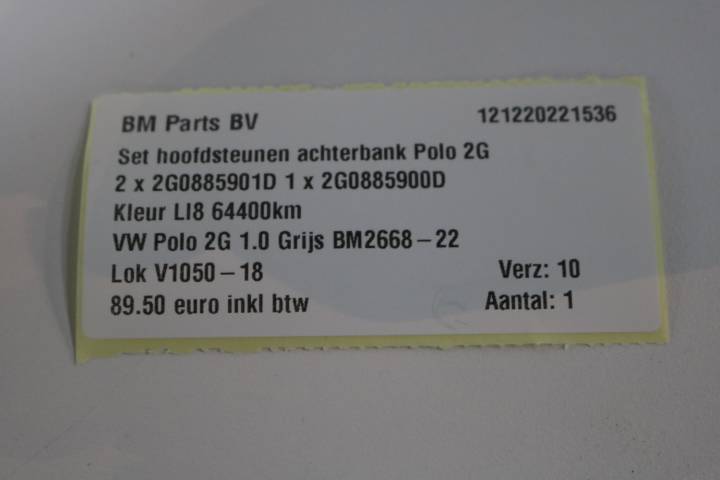 BM Parts BV 121220221536
Set hoofdsteunen achterbank Polo 2G
2 x 2G0885901D 1 x 2G0885900D
Kleur LI8 64400km
VW Polo 2G 1.0 Grijs BM2668-22
Lok V1050-18 Verz: 10
89.50 euro inkl btw Aantal: 1